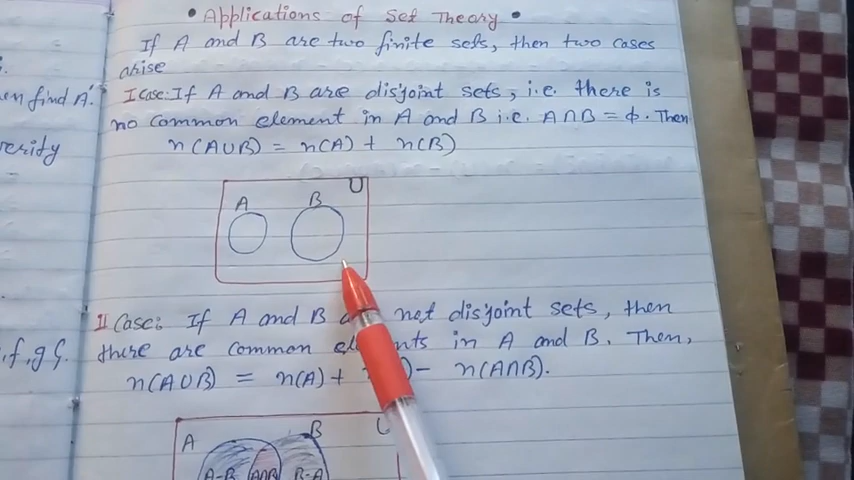 • Applications of Set Theory •
If A and B are two finite sets, then two cases
arise
I Case: If A and B are disjoint sets, i.e. there is
no common element in A and B i.e. A∩B = ϕ. Then
n(A∪B) = n(A) + n(B)
U
A B
II Case: If A and B not disjoint sets, then
there are common elements in A and B. Then,
n(A∪B) = n(A) + ) - n(A∩B).
A B U
A-B A∩B B-A
en find A'.
verify
, f, g}.